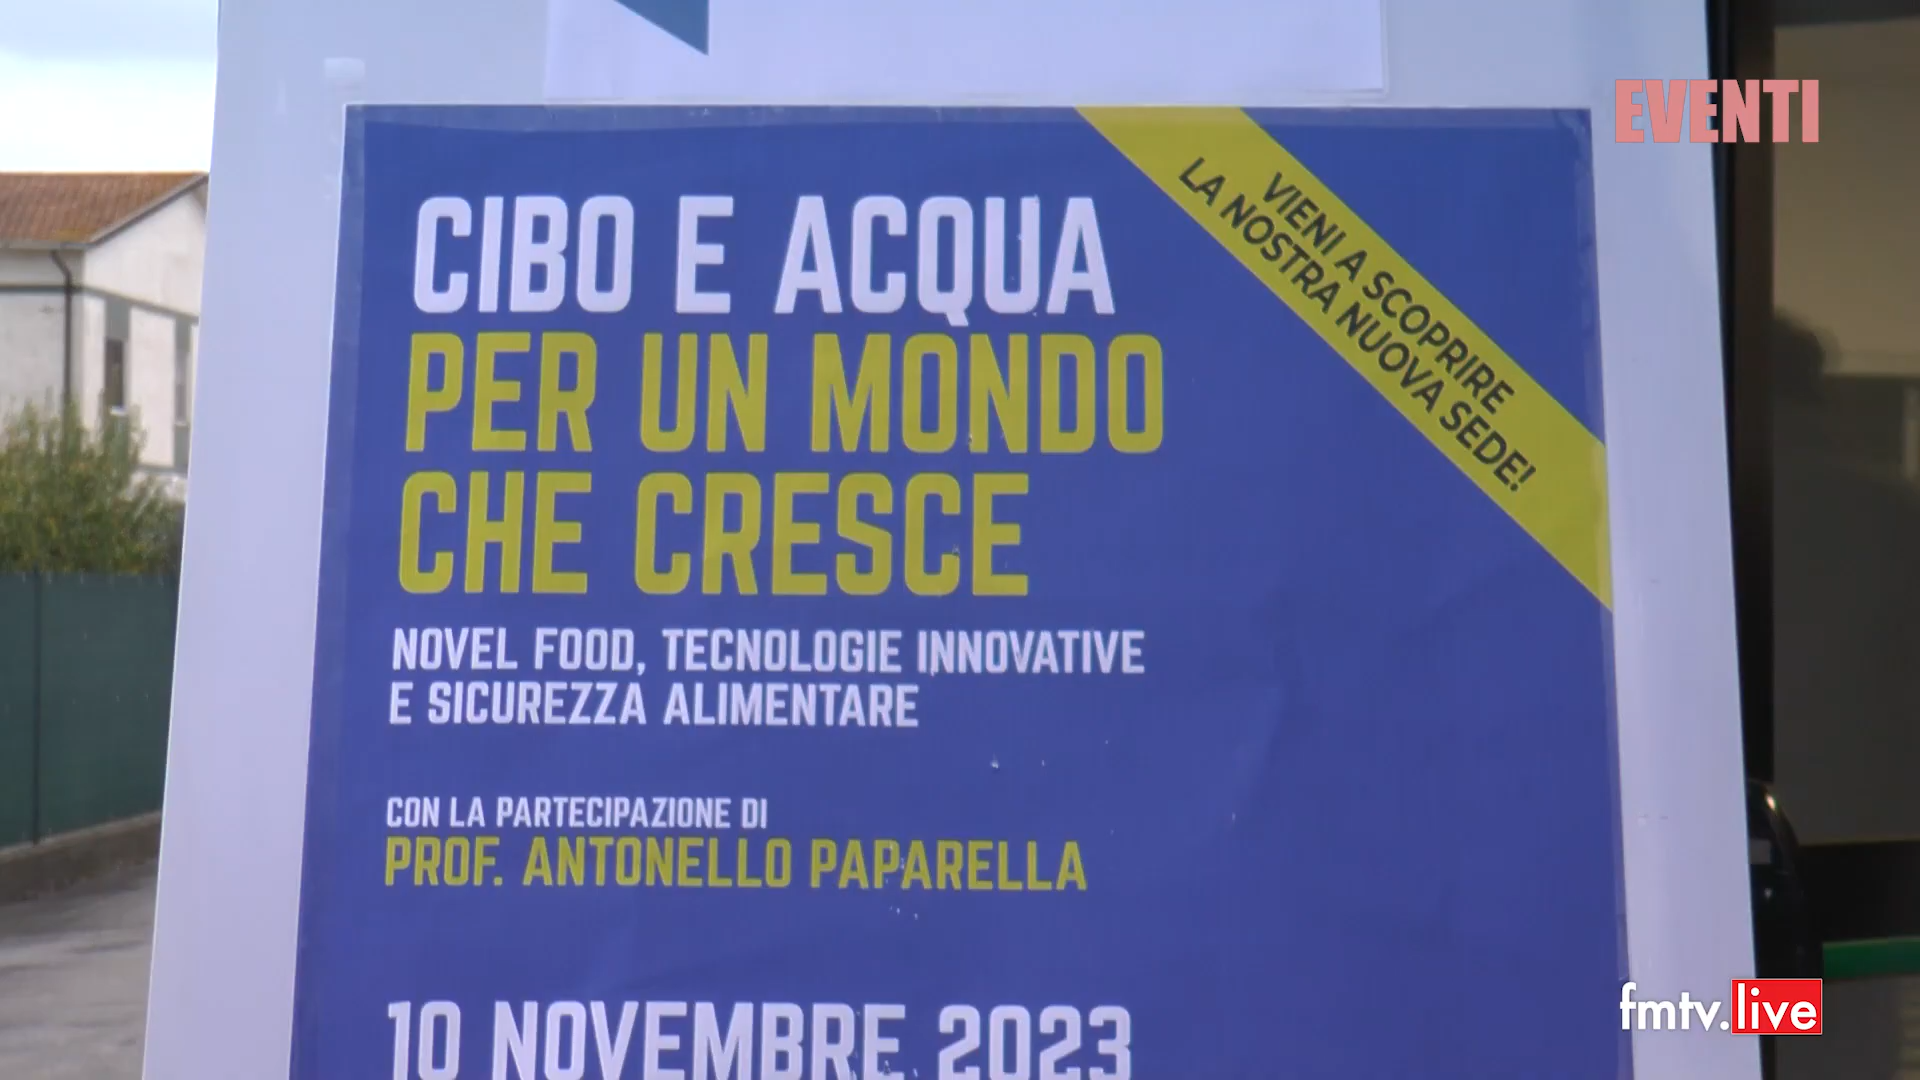 EVENTI
VIENI A SCOPRIRE
LA NOSTRA NUOVA SEDE!
CIBO E ACQUA
PER UN MONDO
CHE CRESCE
NOVEL FOOD, TECNOLOGIE INNOVATIVE
E SICUREZZA ALIMENTARE
CON LA PARTECIPAZIONE DI
PROF. ANTONELLO PAPARELLA
10 NOVEMBRE 2023
fmtv.live